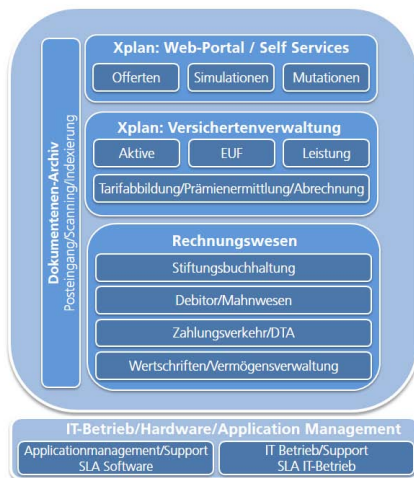 Dokumentenen-Archiv
Posteingang/Scanning/Indexierung
Xplan: Web-Portal / Self Services
Offerten
Simulationen
Mutationen
Xplan: Versichertenverwaltung
Aktive
EUF
Leistung
Tarifabbildung/Prämienermittlung/Abrechnung
Rechnungswesen
Stiftungsbuchhaltung
Debitor/Mahnwesen
Zahlungsverkehr/DTA
Wertschriften/Vermögensverwaltung
IT-Betrieb/Hardware/Application Management
Applicationmanagement/Support
SLA Software
IT Betrieb/Support
SLA IT-Betrieb